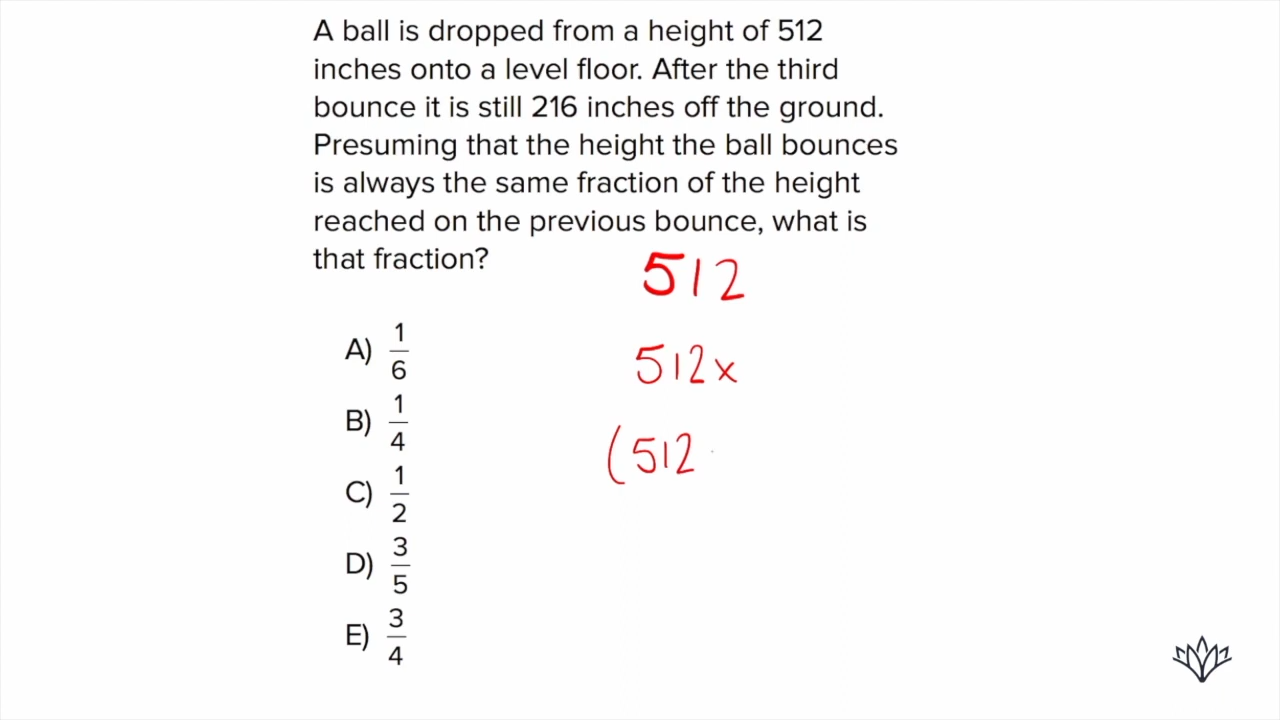 A ball is dropped from a height of 512
inches onto a level floor. After the third
bounce it is still 216 inches off the ground.
Presuming that the height the ball bounces
is always the same fraction of the height
reached on the previous bounce, what is
that fraction?
512
A) 1/6
512x
B) 1/4
(512
C) 1/2
D) 3/5
E) 3/4